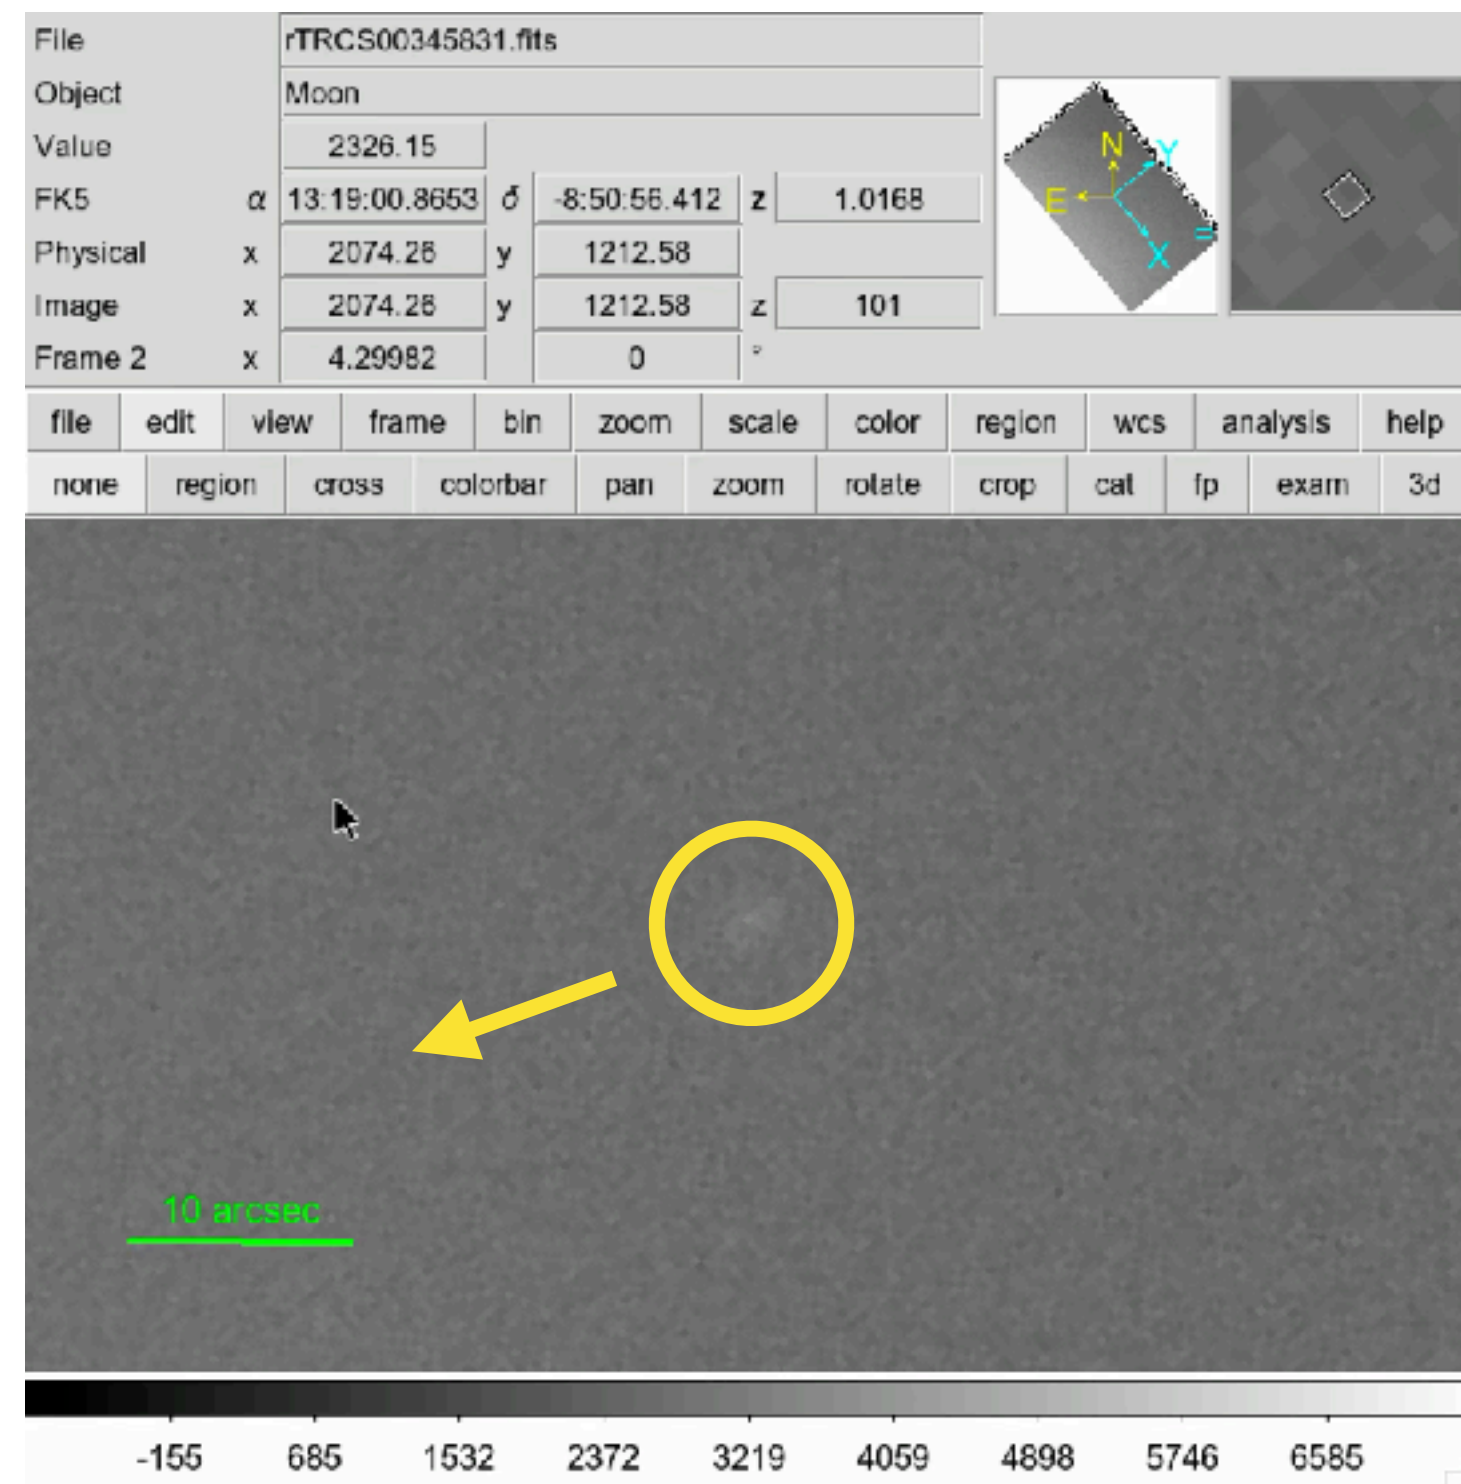 File rTRCS00345831.fits
Object Moon
Value 2326.15
FK5 α 13:19:00.8653 δ -8:50:56.412 z 1.0168
Physical x 2074.26 y 1212.58
Image x 2074.26 y 1212.58 z 101
Frame 2 x 4.29982 0 °
N
Y
E
X
file edit view frame bin zoom scale color region wcs analysis help
none region cross colorbar pan zoom rotate crop cat fp exam 3d
10 arcsec
-155 685 1532 2372 3219 4059 4898 5746 6585